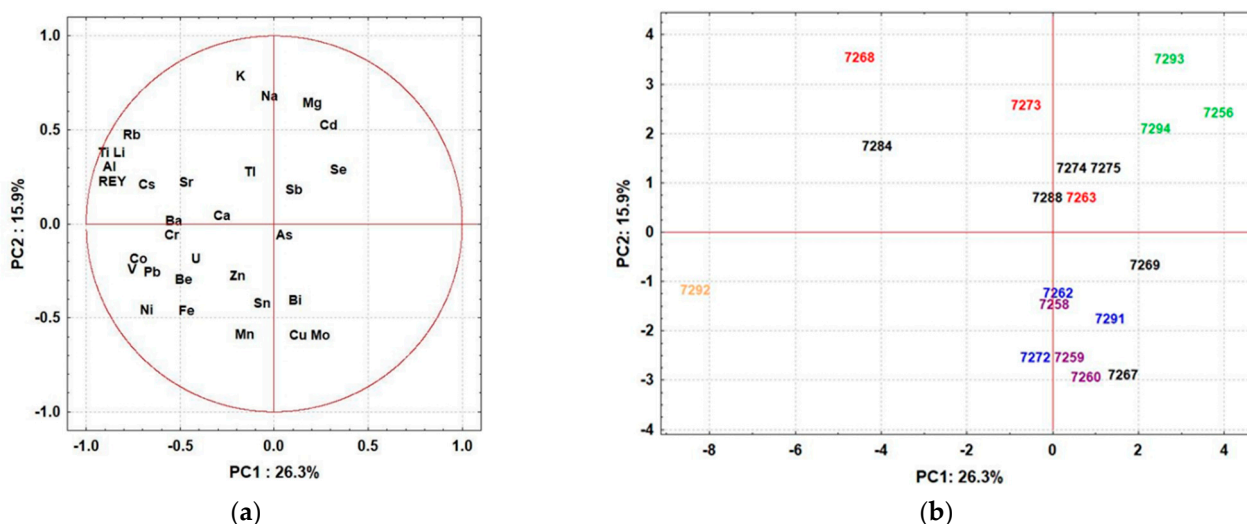 1.0
0.5
0.0
-0.5
-1.0
PC2 : 15.9%
K
Na
Mg
Cd
Rb
Ti Li
Al
REY
Cs
Sr
Tl
Se
Sb
Ba
Ca
Cr
As
Co
V
Pb
U
Be
Zn
Ni
Fe
Sn
Bi
Mn
Cu Mo
-1.0 -0.5 0.0 0.5 1.0
PC1 : 26.3%
(a)
4
3
2
1
0
-1
-2
-3
-4
PC2: 15.9%
7268
7293
7273
7256
7294
7284
7274 7275
7288 7263
7269
7292
7262
7258
7291
7272 7259
7260 7267
-8 -6 -4 -2 0 2 4
PC1: 26.3%
(b)